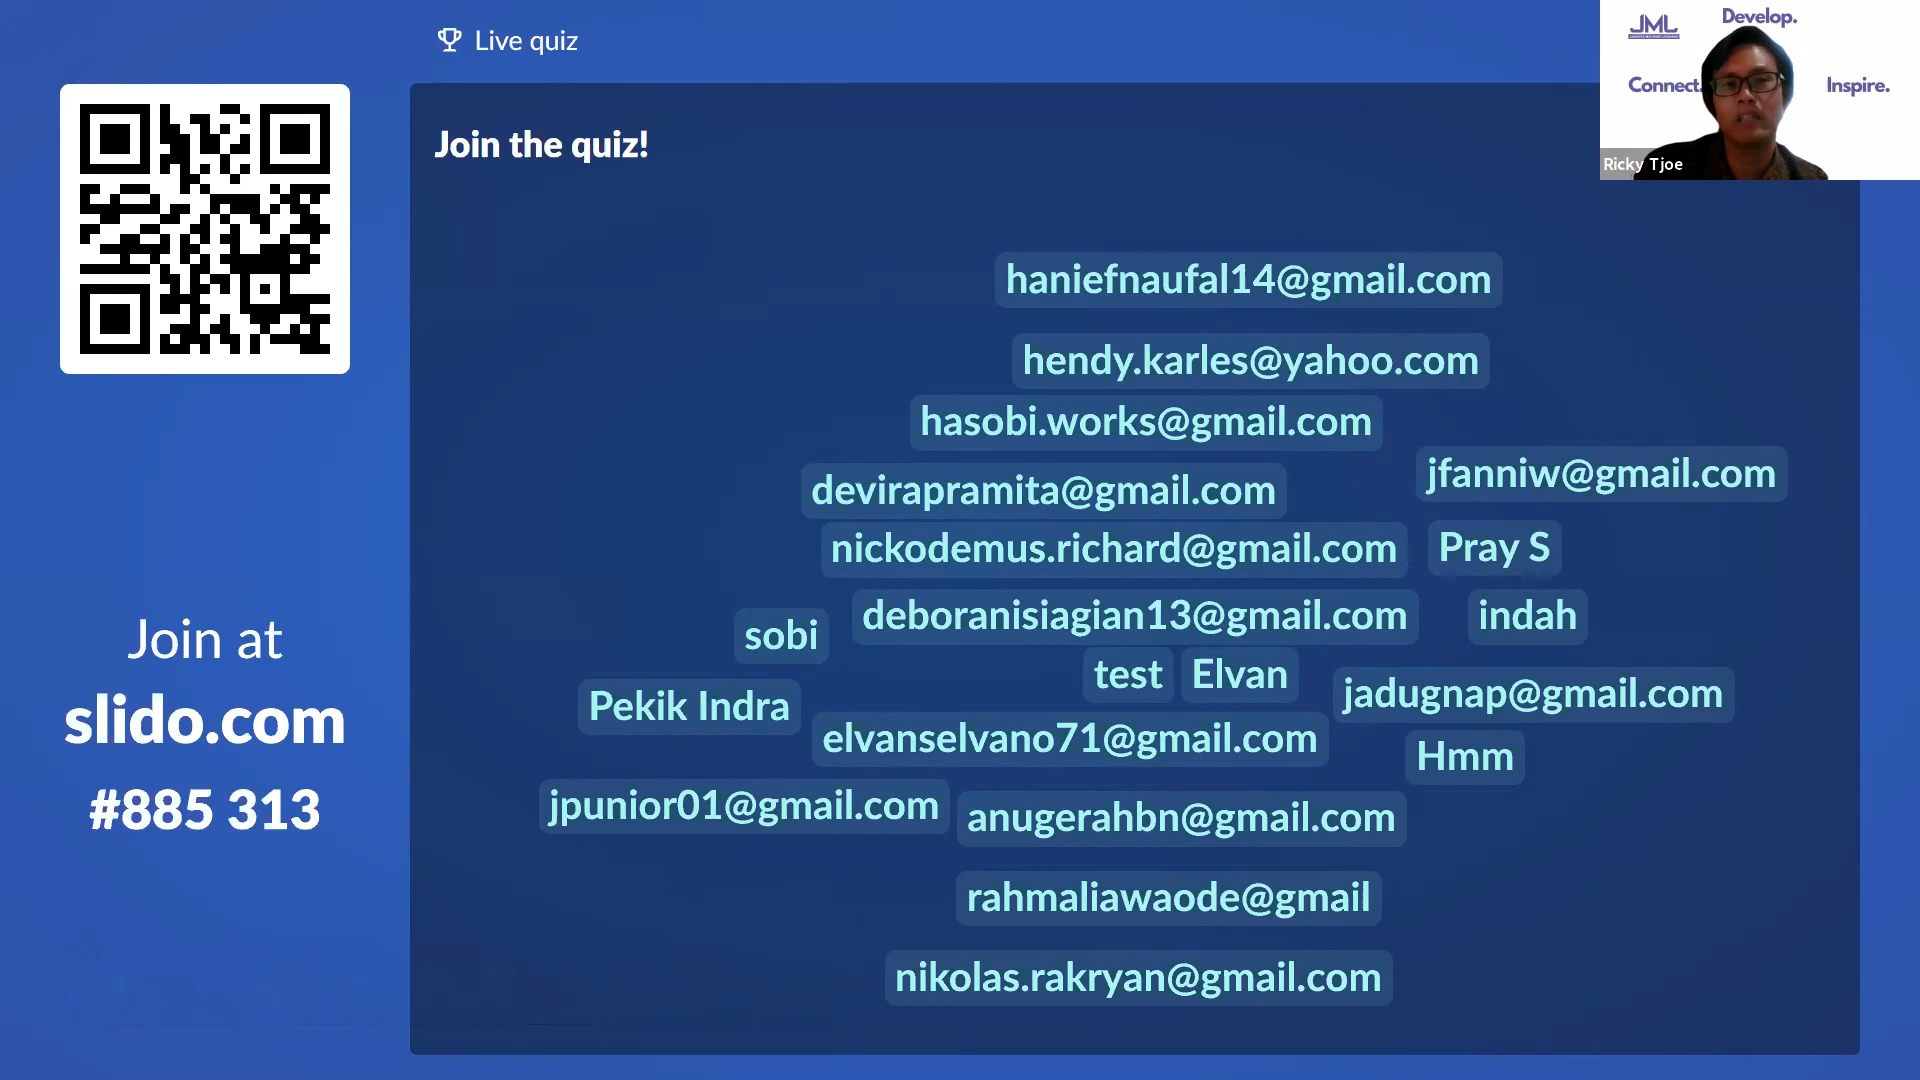 Live quiz
JML
Develop.
Connect.
Inspire.
Ricky Tjoe
Join the quiz!
haniefnaufal14@gmail.com
hendy.karles@yahoo.com
hasobi.works@gmail.com
jfanniw@gmail.com
devirapramita@gmail.com
nickodemus.richard@gmail.com
Pray S
deboranisiagian13@gmail.com
indah
sobi
test
Elvan
jadugnap@gmail.com
Pekik Indra
elvanselvano71@gmail.com
Hmm
jpunior01@gmail.com
anugerahbn@gmail.com
rahmaliawaode@gmail
nikolas.rakryan@gmail.com
Join at
slido.com
#885 313